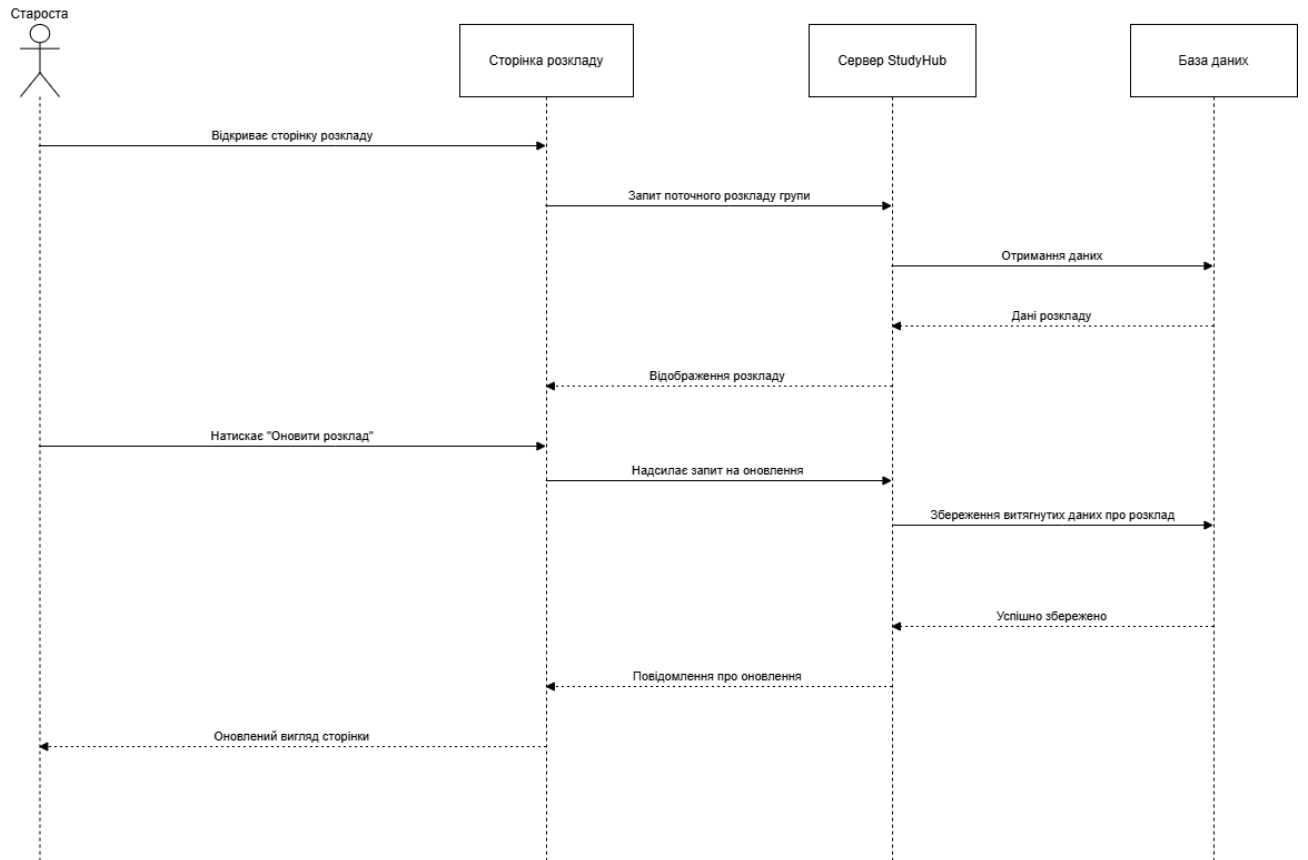 Староста
Сторінка розкладу
Сервер StudyHub
База даних
Відкриває сторінку розкладу
Запит поточного розкладу групи
Отримання даних
Дані розкладу
Відображення розкладу
Натискає "Оновити розклад"
Надсилає запит на оновлення
Збереження витягнутих даних про розклад
Успішно збережено
Повідомлення про оновлення
Оновлений вигляд сторінки